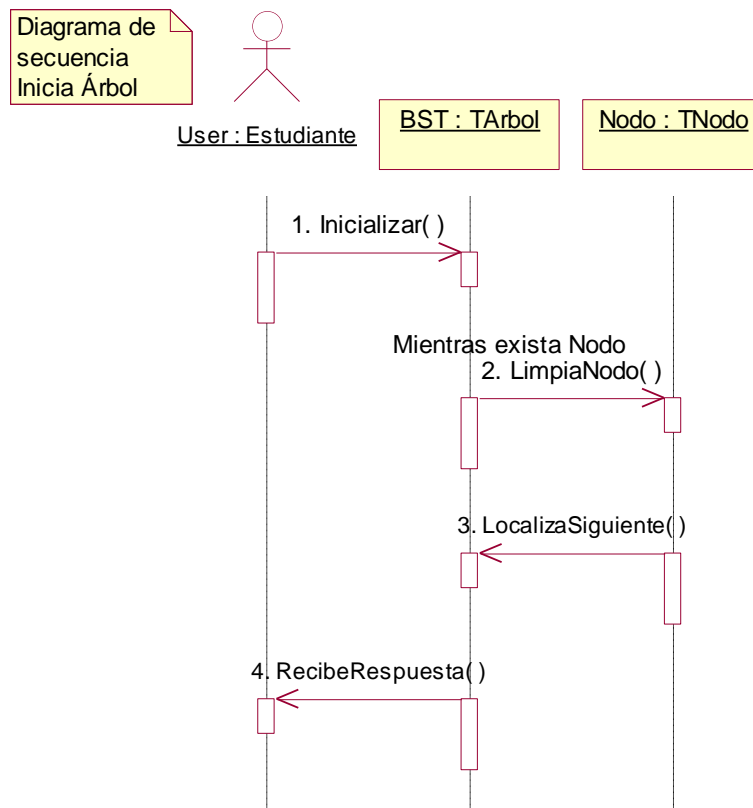 Diagrama de
secuencia
Inicia Árbol
User : Estudiante
BST : TArbol
Nodo : TNodo
1. Inicializar( )
Mientras exista Nodo
2. LimpiaNodo( )
3. LocalizaSiguiente( )
4. RecibeRespuesta( )